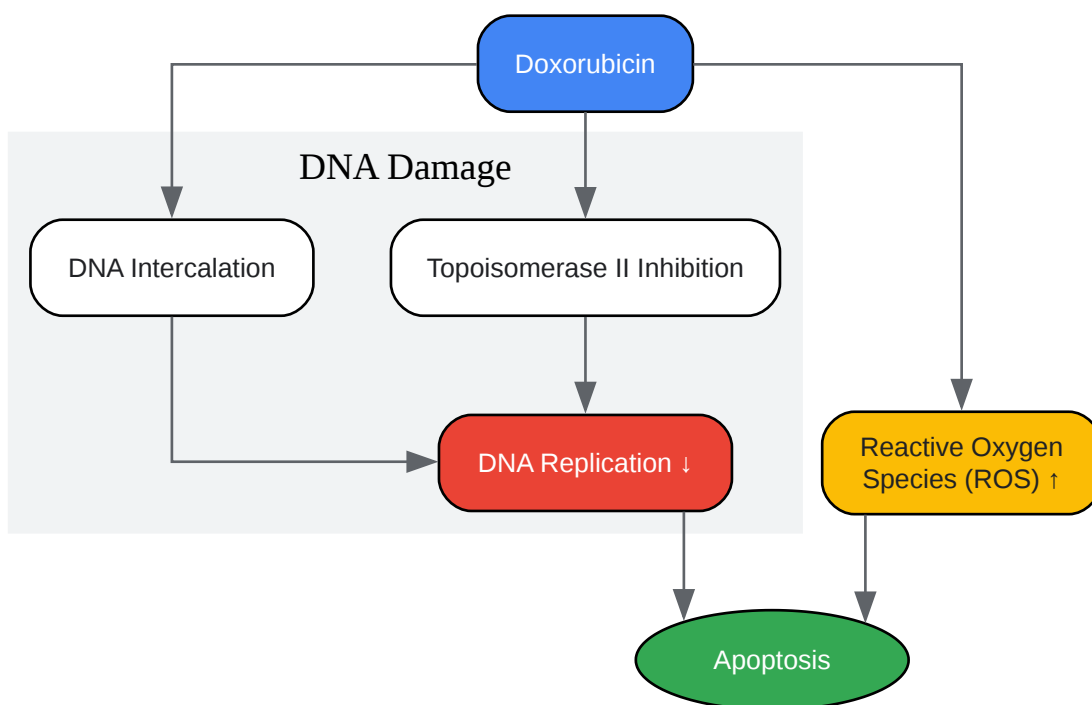 Doxorubicin
DNA Damage
DNA Intercalation
Topoisomerase II Inhibition
DNA Replication ↓
Reactive Oxygen
Species (ROS) ↑
Apoptosis